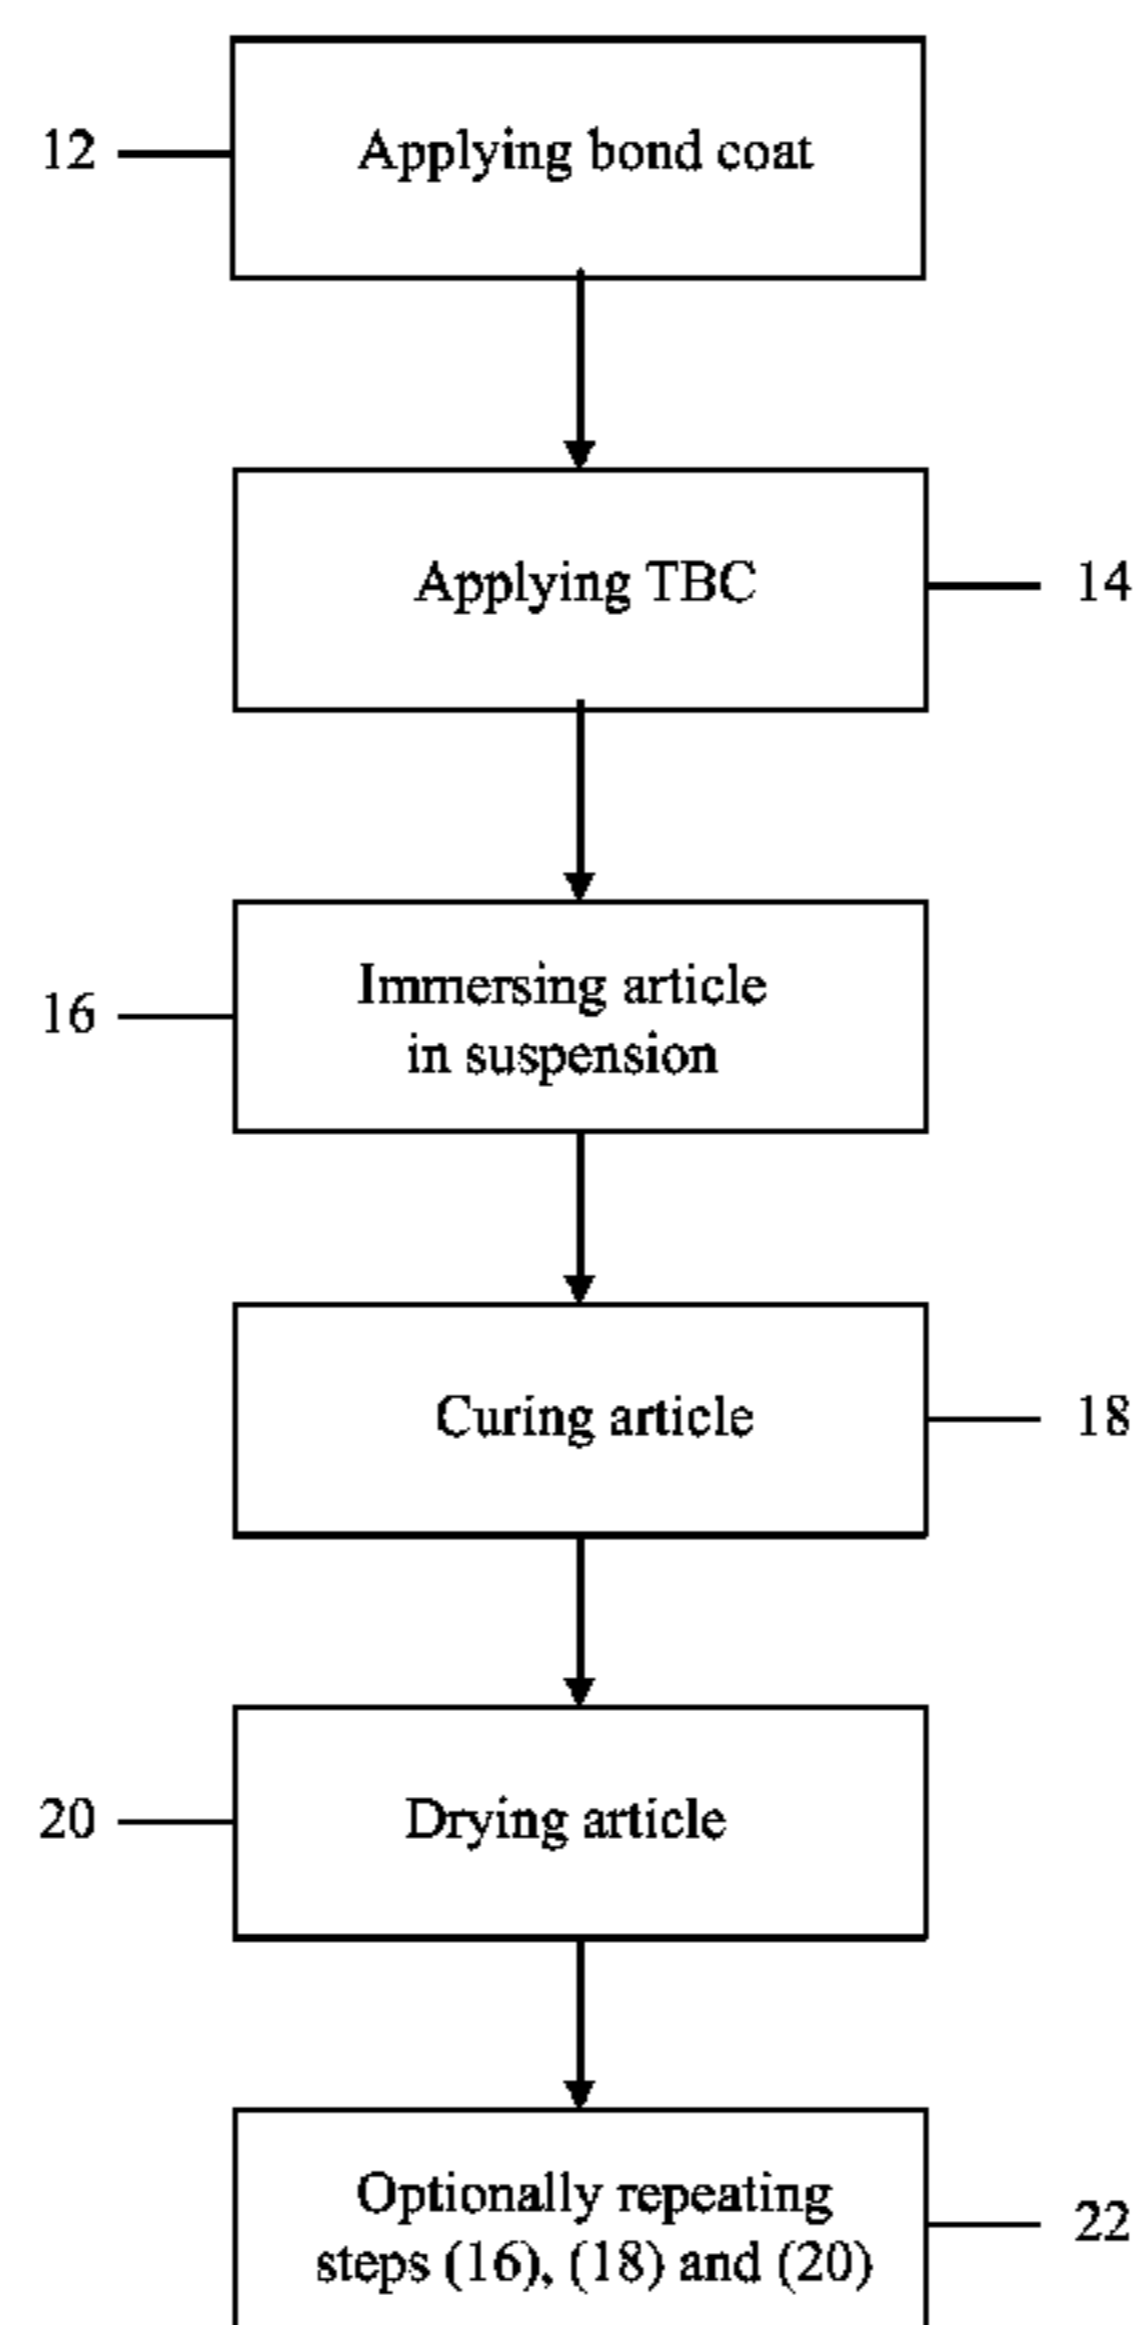 12
Applying bond coat
Applying TBC
14
16
Immersing article
in suspension
Curing article
18
20
Drying article
Optionally repeating
steps (16), (18) and (20)
22